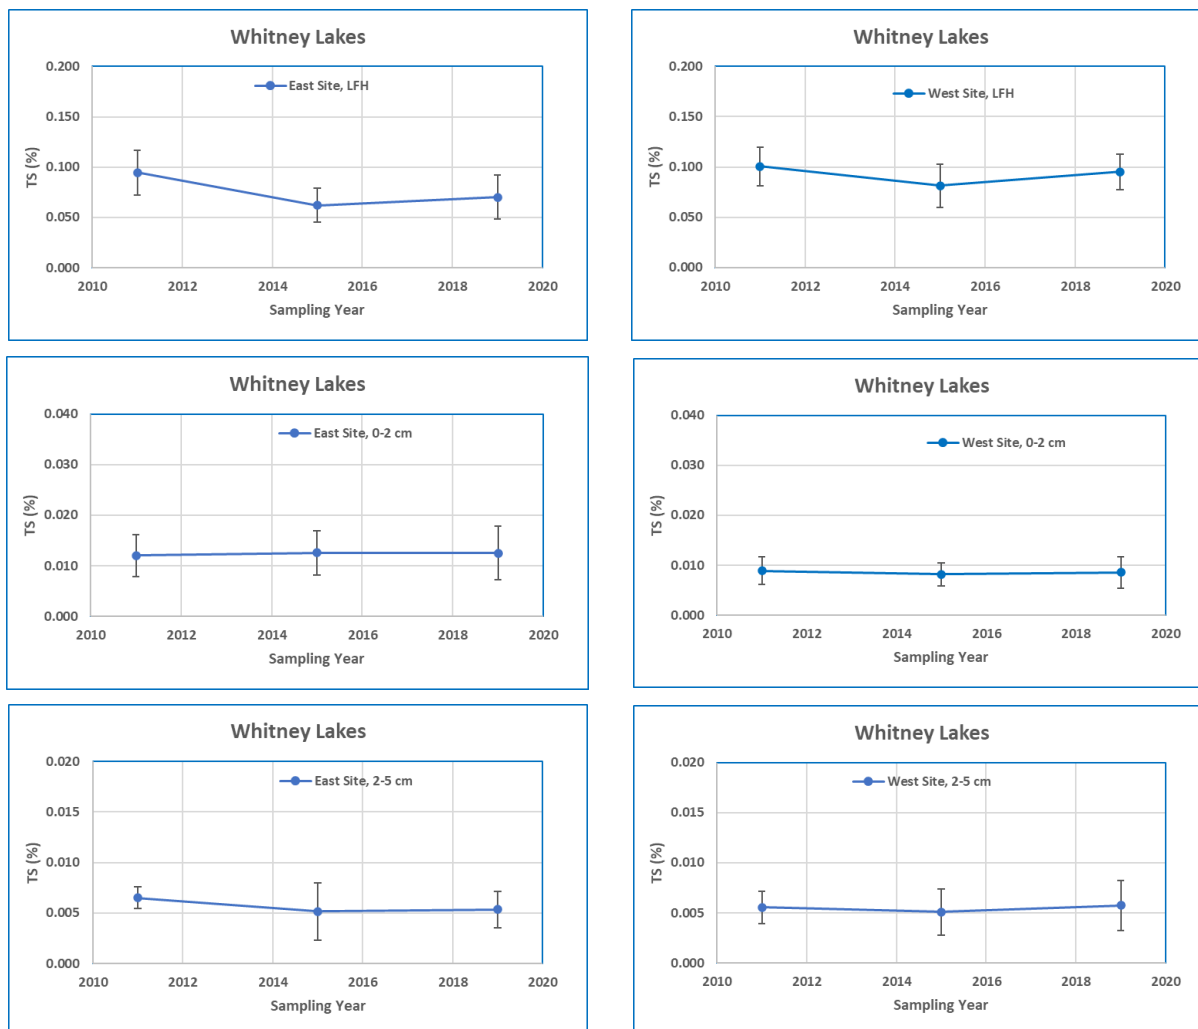 Whitney Lakes
0.200
East Site, LFH
0.150
0.100
0.050
0.000
TS (%)
2010 2012 2014 2016 2018 2020
Sampling Year
Whitney Lakes
0.200
West Site, LFH
0.150
0.100
0.050
0.000
TS (%)
2010 2012 2014 2016 2018 2020
Sampling Year
Whitney Lakes
0.040
East Site, 0-2 cm
0.030
0.020
0.010
0.000
TS (%)
2010 2012 2014 2016 2018 2020
Sampling Year
Whitney Lakes
0.040
West Site, 0-2 cm
0.030
0.020
0.010
0.000
TS (%)
2010 2012 2014 2016 2018 2020
Sampling Year
Whitney Lakes
0.020
East Site, 2-5 cm
0.015
0.010
0.005
0.000
TS (%)
2010 2012 2014 2016 2018 2020
Sampling Year
Whitney Lakes
0.020
West Site, 2-5 cm
0.015
0.010
0.005
0.000
TS (%)
2010 2012 2014 2016 2018 2020
Sampling Year